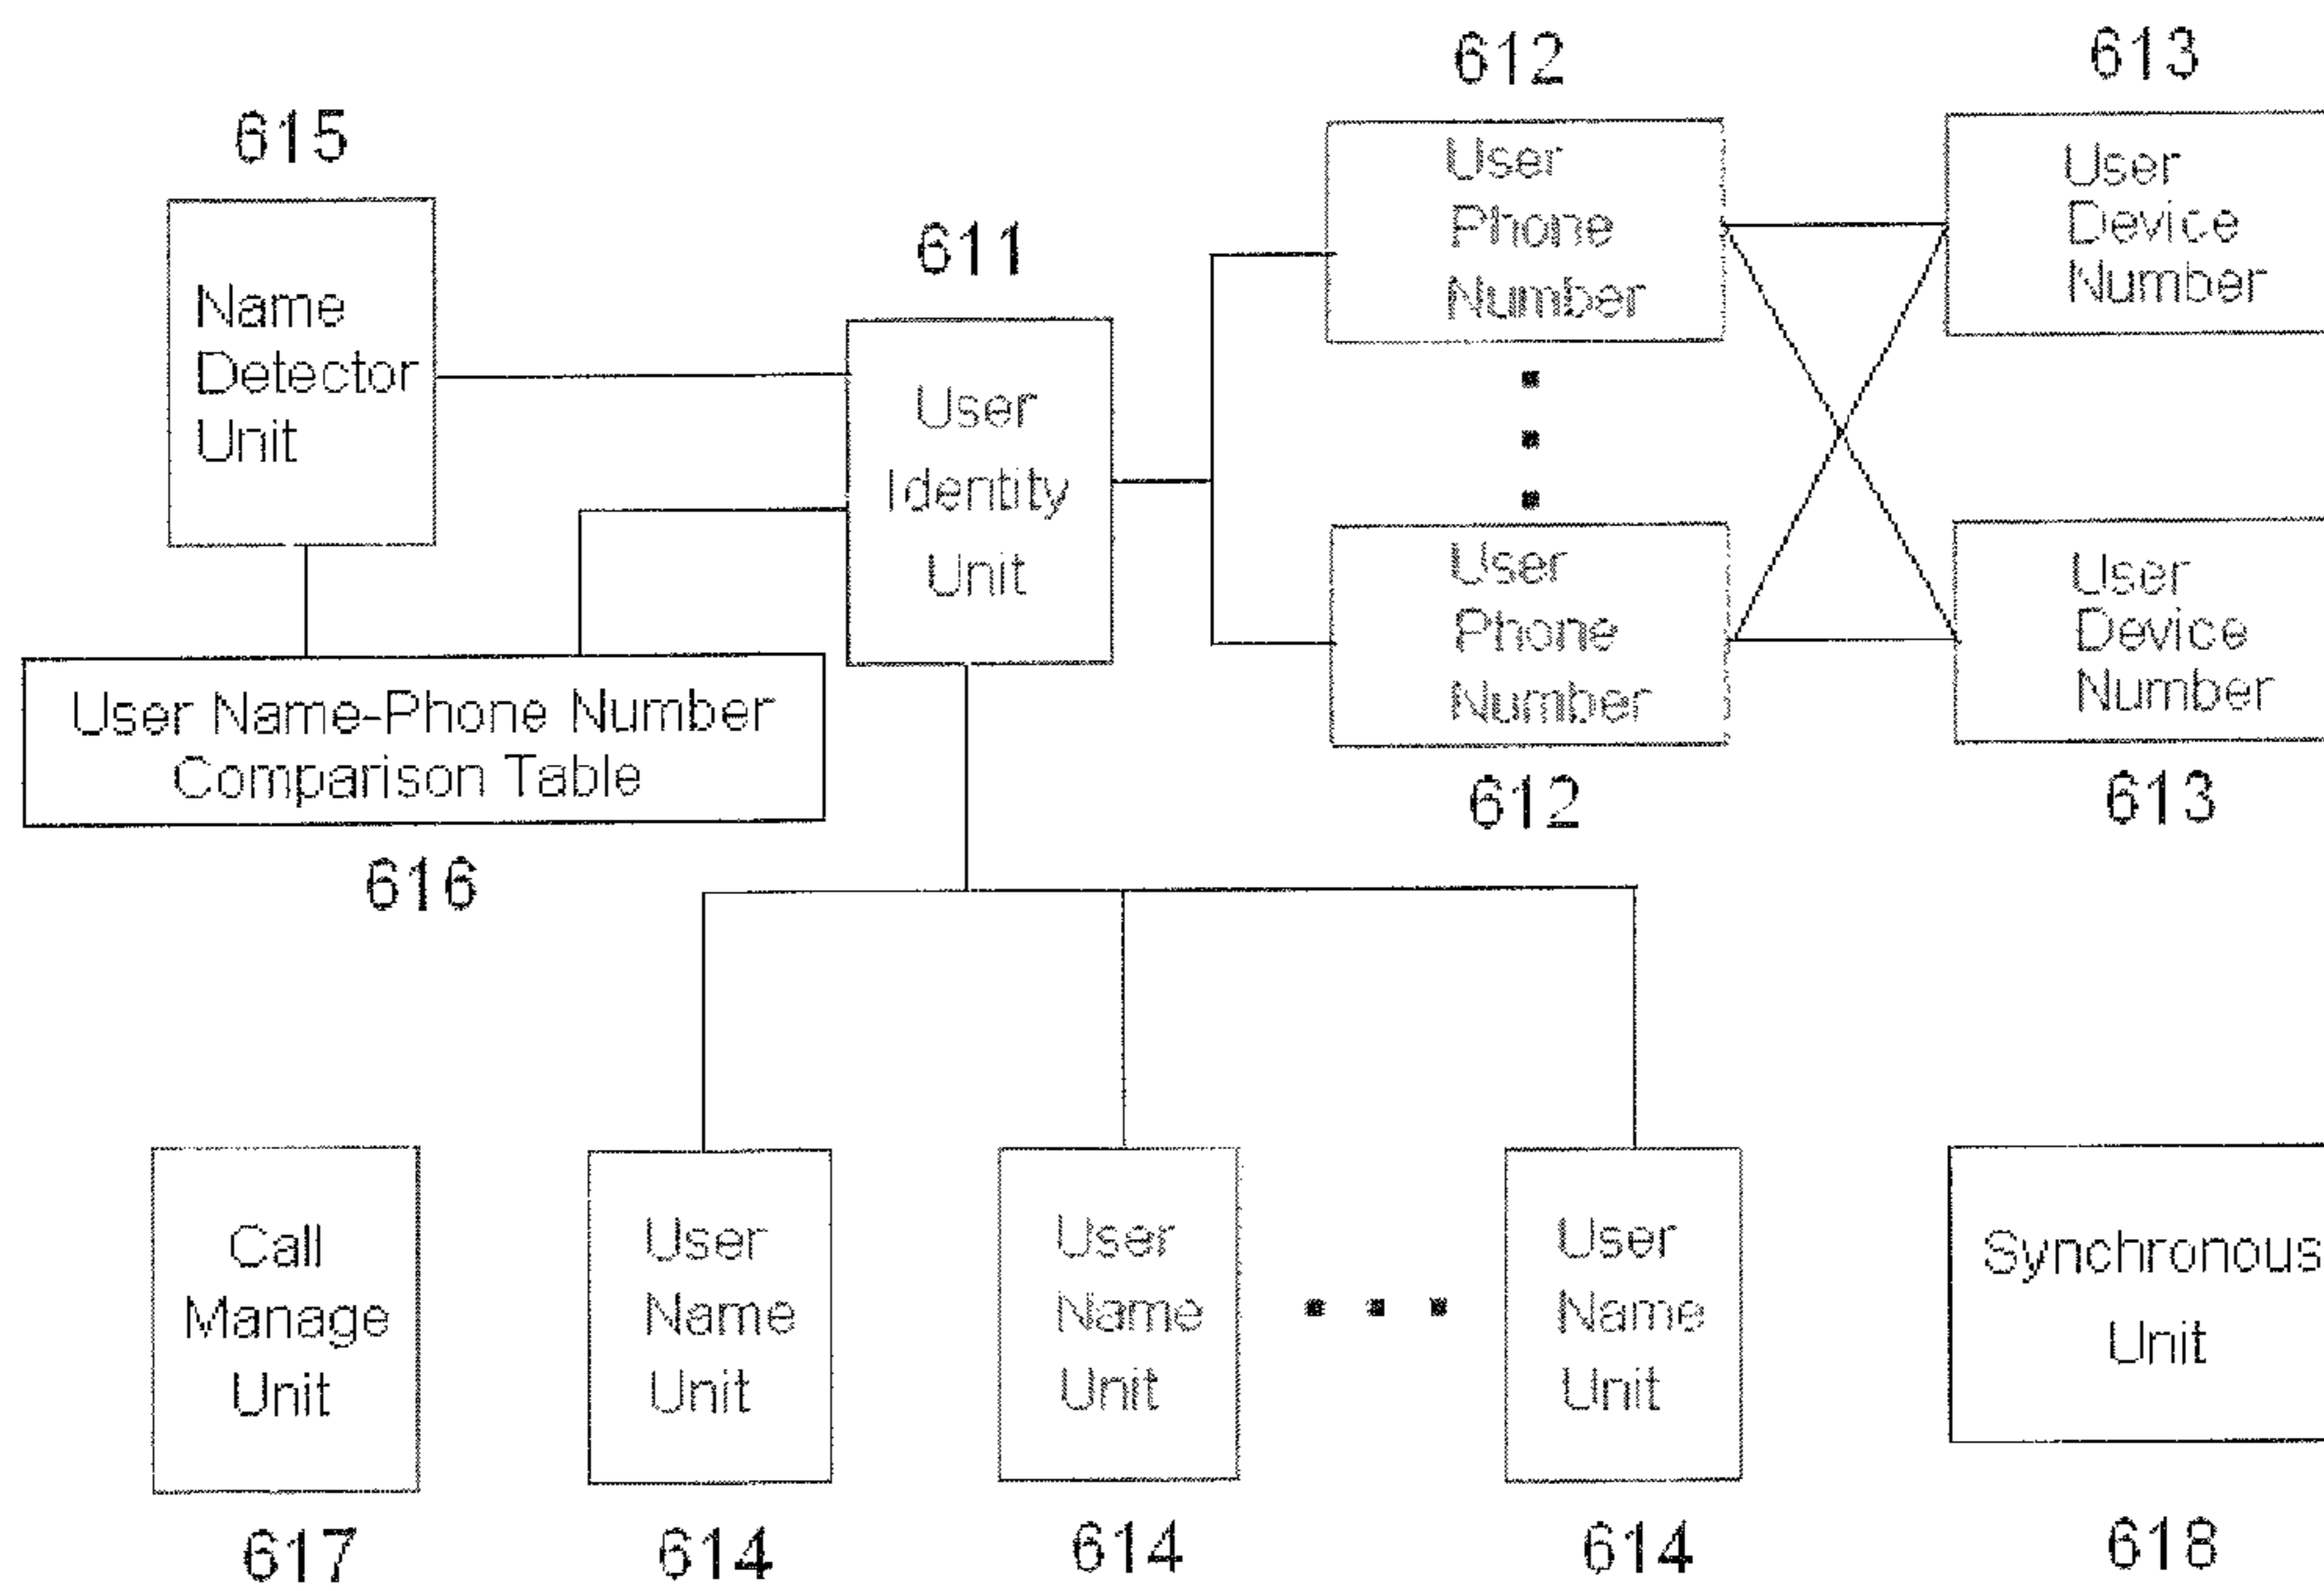 612
613
615
User
Phone
Number
User
Device
Number
611
Name
Detector
Unit
User
Identity
Unit
User
Phone
Number
User
Device
Number
User Name-Phone Number
Comparison Table
612
613
616
Call
Manage
Unit
User
Name
Unit
User
Name
Unit
User
Name
Unit
Synchronous
Unit
617
614
614
614
618